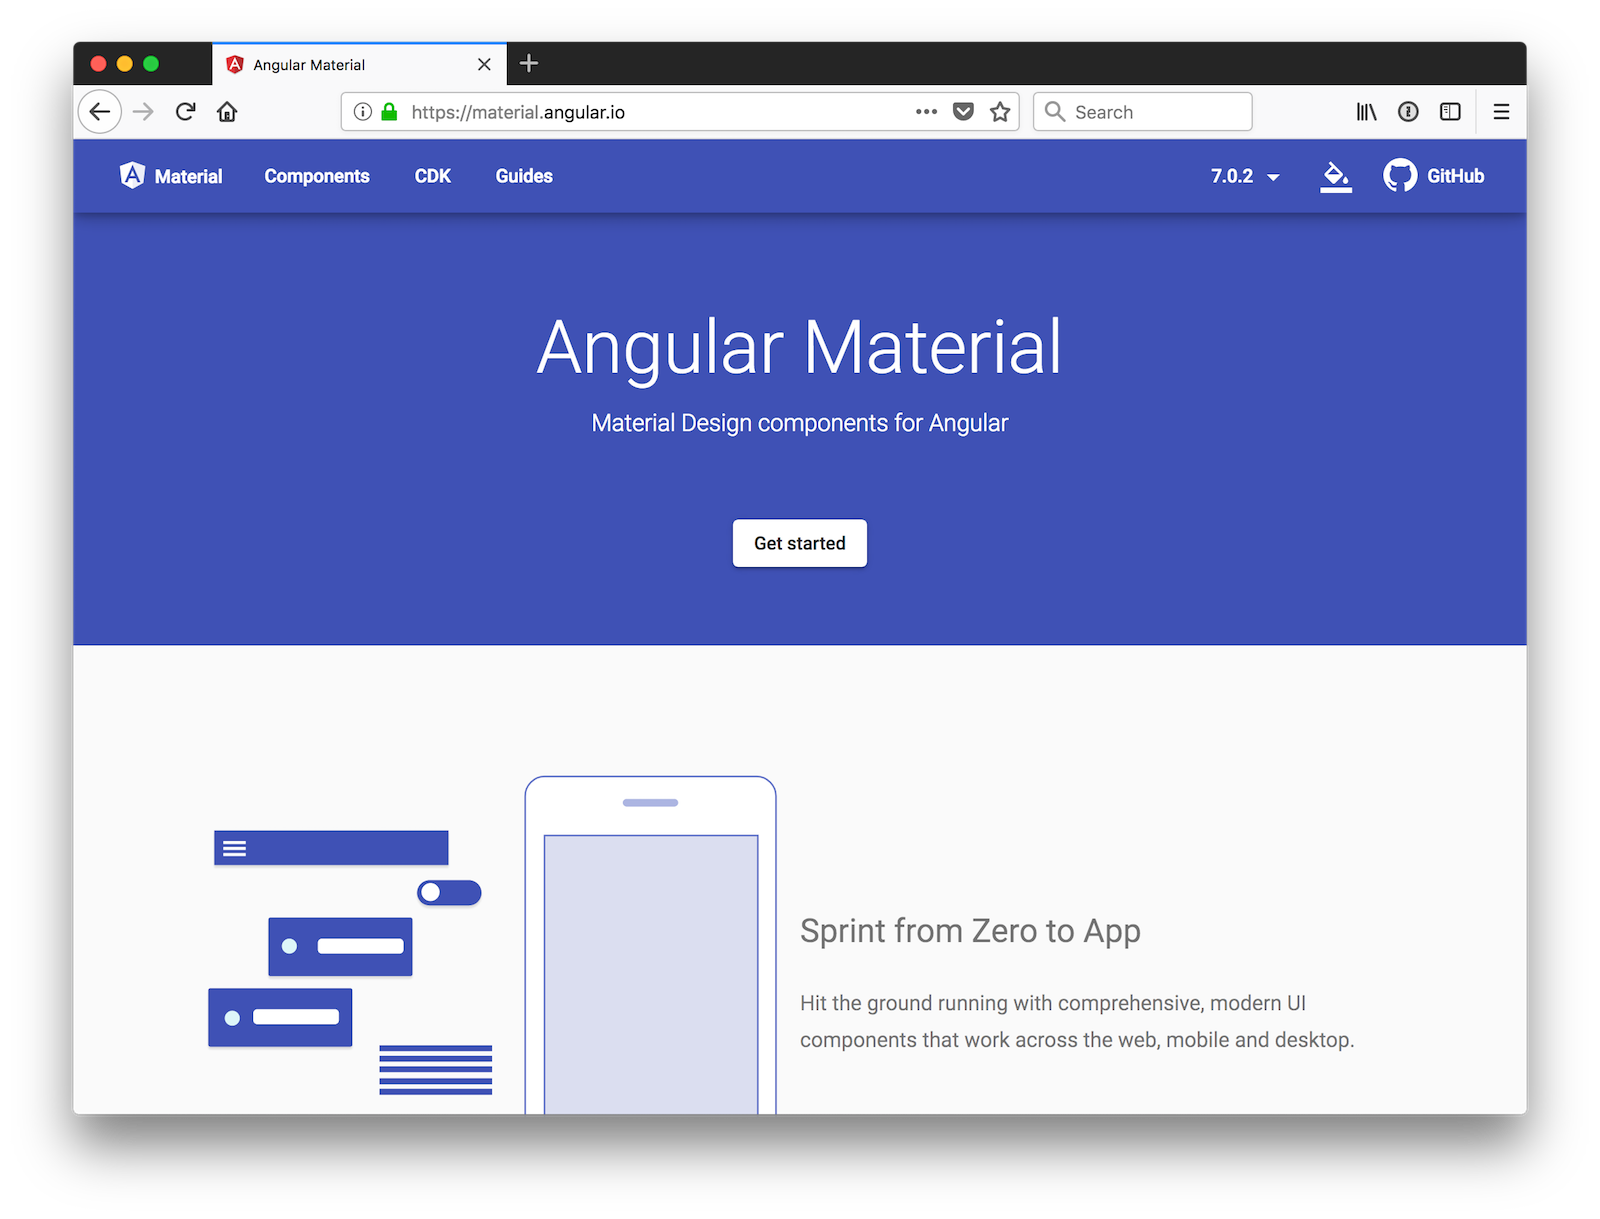 Angular Material
https://material.angular.io
Search
Material
Components
CDK
Guides
7.0.2
GitHub
Angular Material
Material Design components for Angular
Get started
Sprint from Zero to App
Hit the ground running with comprehensive, modern UI
components that work across the web, mobile and desktop.